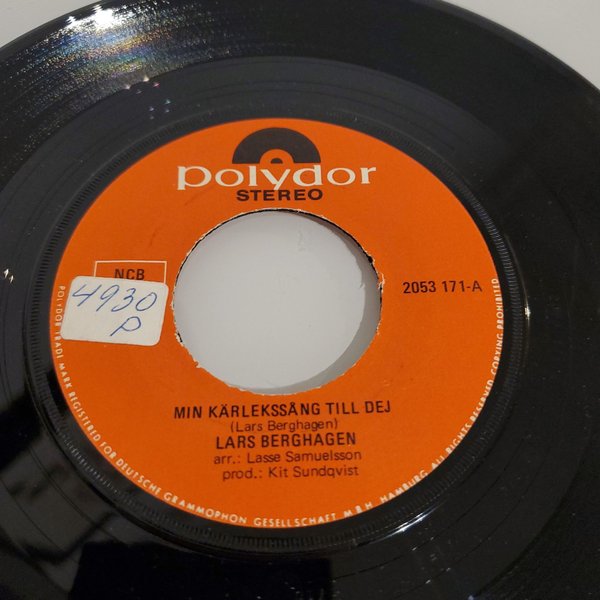 polydor
STEREO
NCB
4930
P
2053 171-A
MIN KÄRLEKSSÅNG TILL DEJ
(Lars Berghagen)
LARS BERGHAGEN
arr.: Lasse Samuelsson
prod.: Kit Sundqvist
POLYDOR TRADE MARK REGISTERED FOR DEUTSCHE GRAMMOPHON GESELLSCHAFT M B H HAMBURG. ALL RIGHTS RESERVED. COPYING PROHIBITED